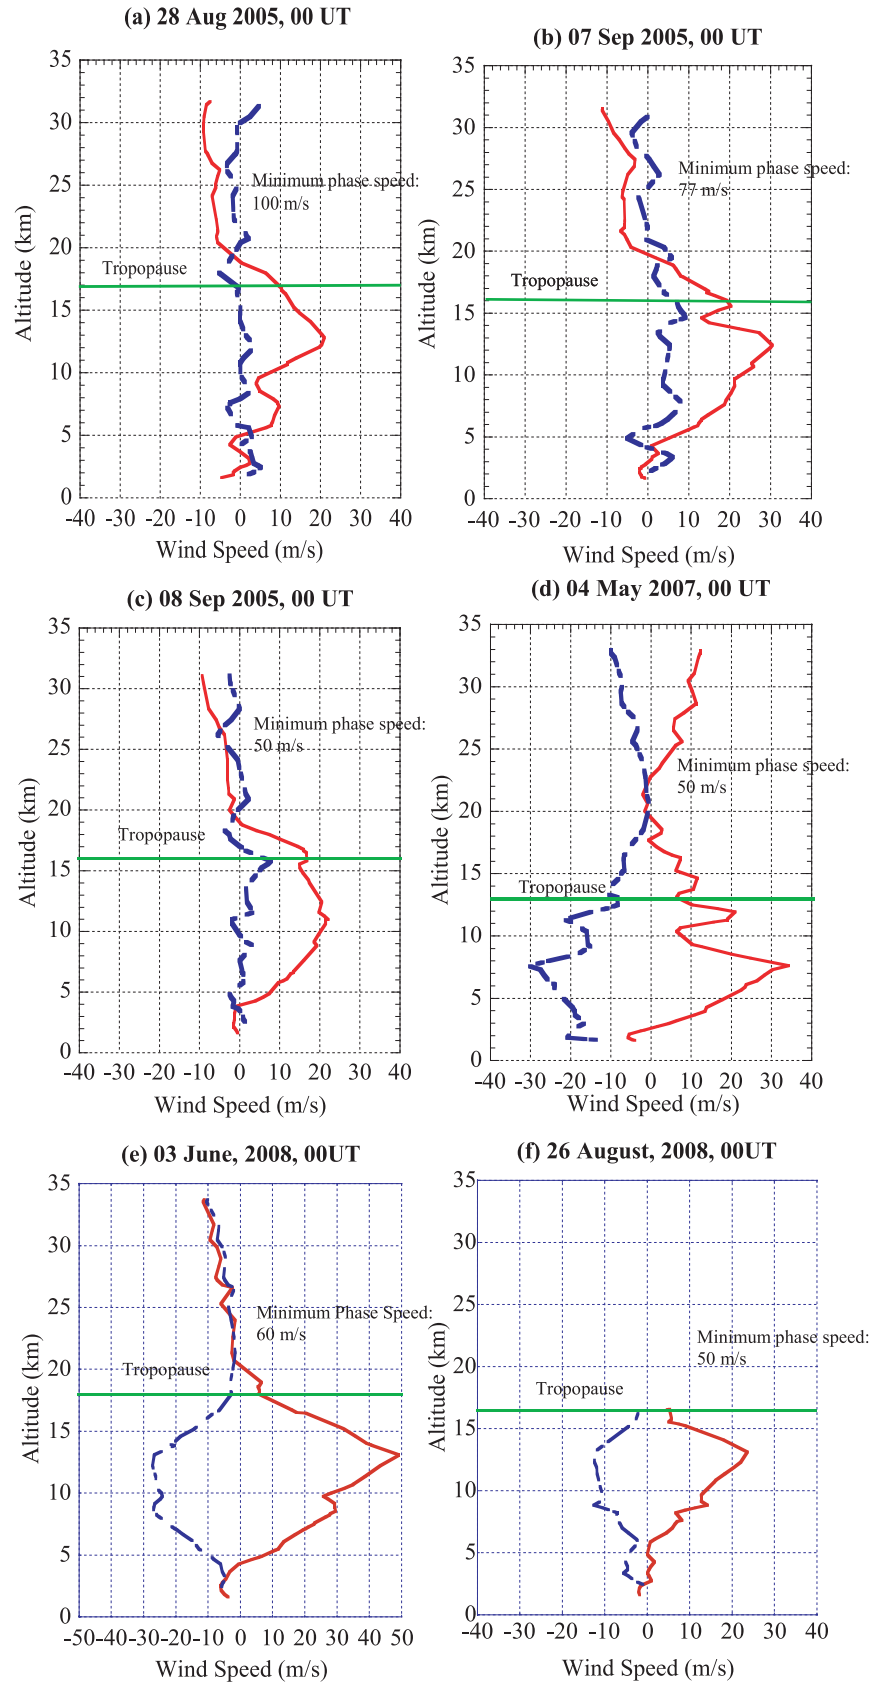 (a) 28 Aug 2005, 00 UT
35
30
25
20
15
10
5
0
Altitude (km)
Minimum phase speed:
100 m/s
Tropopause
-40 -30 -20 -10 0 10 20 30 40
Wind Speed (m/s)
(b) 07 Sep 2005, 00 UT
35
30
25
20
15
10
5
0
Altitude (km)
Minimum phase speed:
77 m/s
Tropopause
-40 -30 -20 -10 0 10 20 30 40
Wind Speed (m/s)
(c) 08 Sep 2005, 00 UT
35
30
25
20
15
10
5
0
Altitude (km)
Minimum phase speed:
50 m/s
Tropopause
-40 -30 -20 -10 0 10 20 30 40
Wind Speed (m/s)
(d) 04 May 2007, 00 UT
35
30
25
20
15
10
5
0
Altitude (km)
Minimum phase speed:
50 m/s
Tropopause
-40 -30 -20 -10 0 10 20 30 40
Wind Speed (m/s)
(e) 03 June, 2008, 00UT
35
30
25
20
15
10
5
0
Altitude (km)
Minimum Phase Speed:
60 m/s
Tropopause
-50 -40 -30 -20 -10 0 10 20 30 40 50
Wind Speed (m/s)
(f) 26 August, 2008, 00UT
35
30
25
20
15
10
5
0
Altitude (km)
Minimum phase speed:
50 m/s
Tropopause
-40 -30 -20 -10 0 10 20 30 40
Wind Speed (m/s)